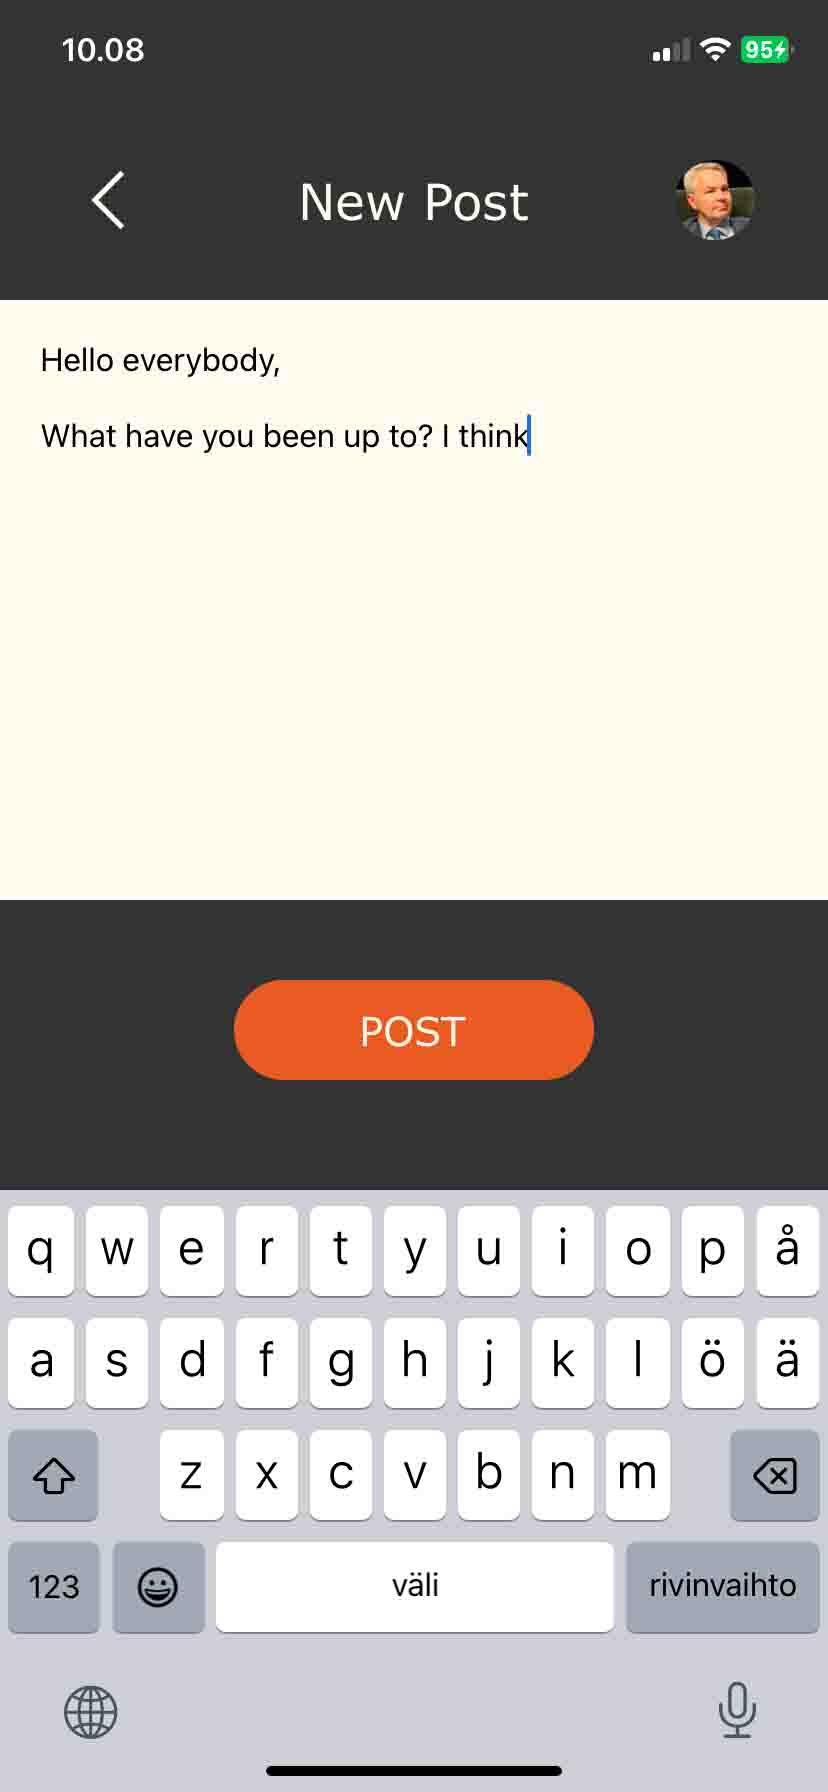 10.08
95
New Post
Hello everybody,
What have you been up to? I think
POST
q w e r t y u i o p å
a s d f g h j k l ö ä
z x c v b n m
123 väli rivinvaihto